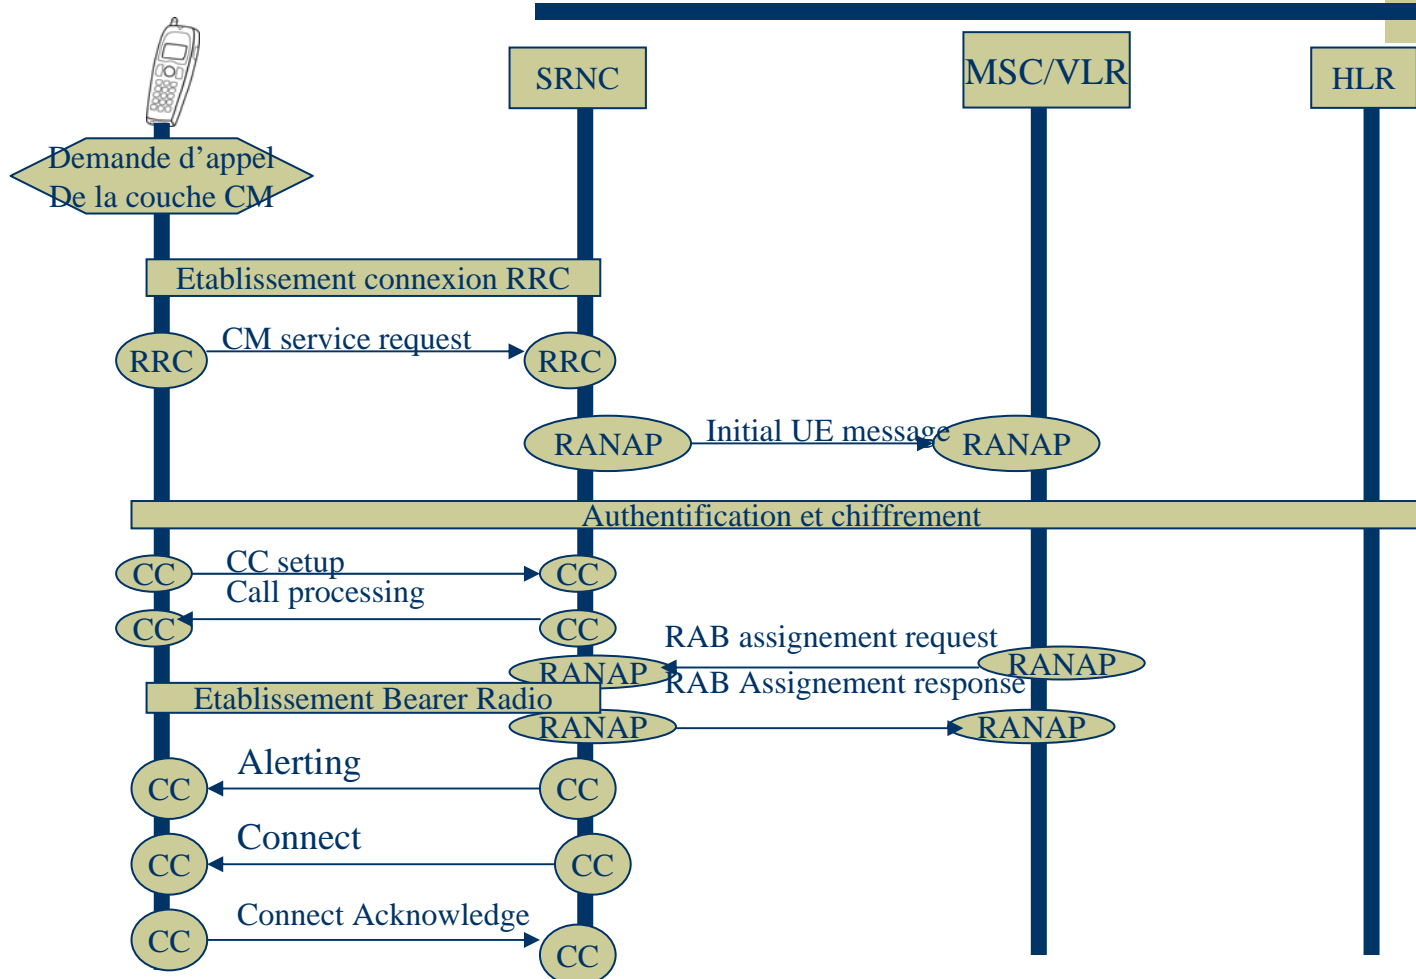 SRNC
MSC/VLR
HLR
Demande d'appel
De la couche CM
Etablissement connexion RRC
CM service request
RRC
RRC
Initial UE message
RANAP
RANAP
Authentification et chiffrement
CC setup
CC
CC
Call processing
CC
CC
RAB assignement request
RANAP
RANAP
RAB Assignement response
Etablissement Bearer Radio
RANAP
RANAP
Alerting
CC
CC
Connect
CC
CC
Connect Acknowledge
CC
CC